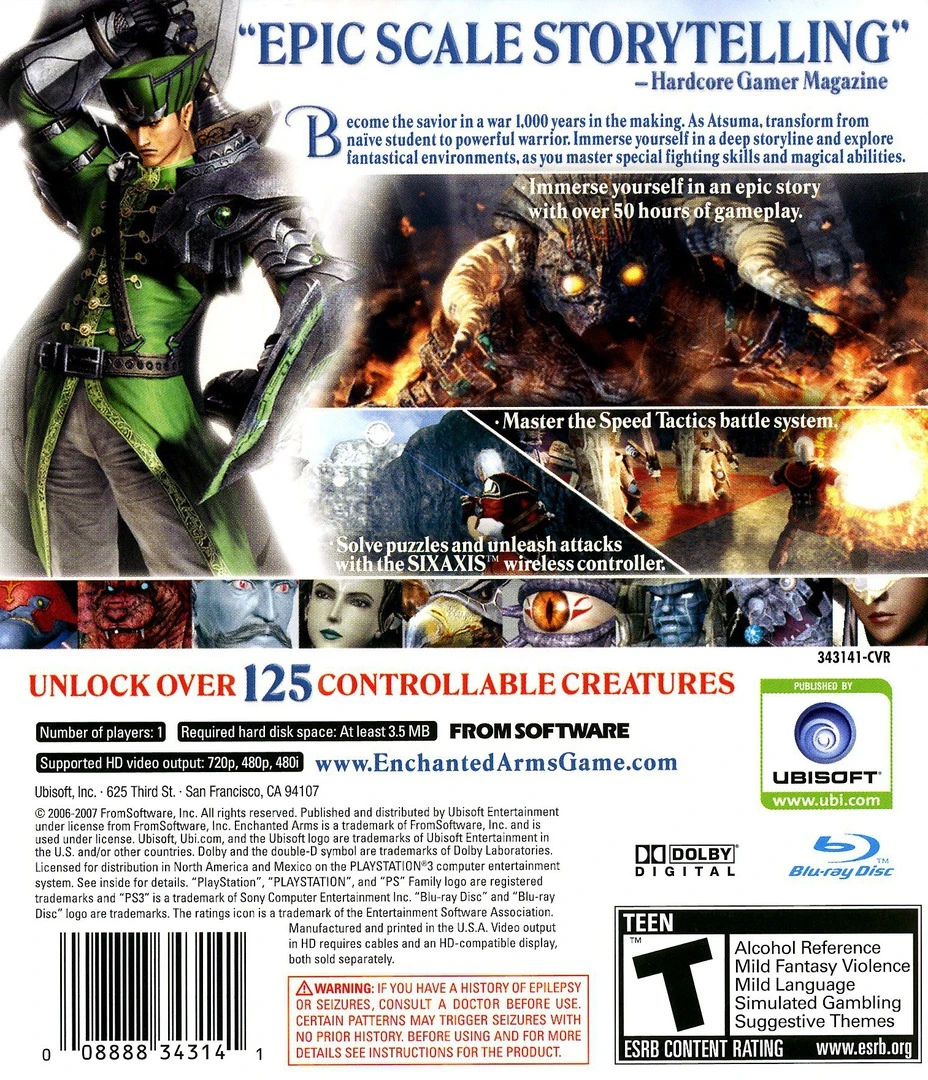 “EPIC SCALE STORYTELLING”
–Hardcore Gamer Magazine
Become the savior in a war 1,000 years in the making. As Atsuma, transform from
naïve student to powerful warrior. Immerse yourself in a deep storyline and explore
fantastical environments, as you master special fighting skills and magical abilities.
· Immerse yourself in an epic story
with over 50 hours of gameplay.
· Master the Speed Tactics battle system.
· Solve puzzles and unleash attacks
with the SIXAXIS™ wireless controller.
343141-CVR
UNLOCK OVER 125 CONTROLLABLE CREATURES
PUBLISHED BY
UBISOFT®
www.ubi.com
Number of players: 1
Required hard disk space: At least 3.5 MB
FROM SOFTWARE
Supported HD video output: 720p, 480p, 480i
www.EnchantedArmsGame.com
Ubisoft, Inc. · 625 Third St. · San Francisco, CA 94107
© 2006-2007 FromSoftware, Inc. All rights reserved. Published and distributed by Ubisoft Entertainment
under license from FromSoftware, Inc. Enchanted Arms is a trademark of FromSoftware, Inc. and is
used under license. Ubisoft, Ubi.com, and the Ubisoft logo are trademarks of Ubisoft Entertainment in
the U.S. and/or other countries. Dolby and the double-D symbol are trademarks of Dolby Laboratories.
Licensed for distribution in North America and Mexico on the PLAYSTATION®3 computer entertainment
system. See inside for details. “PlayStation”, “PLAYSTATION”, and “PS” Family logo are registered
trademarks and “PS3” is a trademark of Sony Computer Entertainment Inc. “Blu-ray Disc” and “Blu-ray
Disc” logo are trademarks. The ratings icon is a trademark of the Entertainment Software Association.
Manufactured and printed in the U.S.A. Video output
in HD requires cables and an HD-compatible display,
both sold separately.
DOLBY®
DIGITAL
Blu-ray Disc™
WARNING: IF YOU HAVE A HISTORY OF EPILEPSY
OR SEIZURES, CONSULT A DOCTOR BEFORE USE.
CERTAIN PATTERNS MAY TRIGGER SEIZURES WITH
NO PRIOR HISTORY. BEFORE USING AND FOR MORE
DETAILS SEE INSTRUCTIONS FOR THE PRODUCT.
0 08888 34314 1
TEEN
T™
Alcohol Reference
Mild Fantasy Violence
Mild Language
Simulated Gambling
Suggestive Themes
ESRB CONTENT RATING www.esrb.org